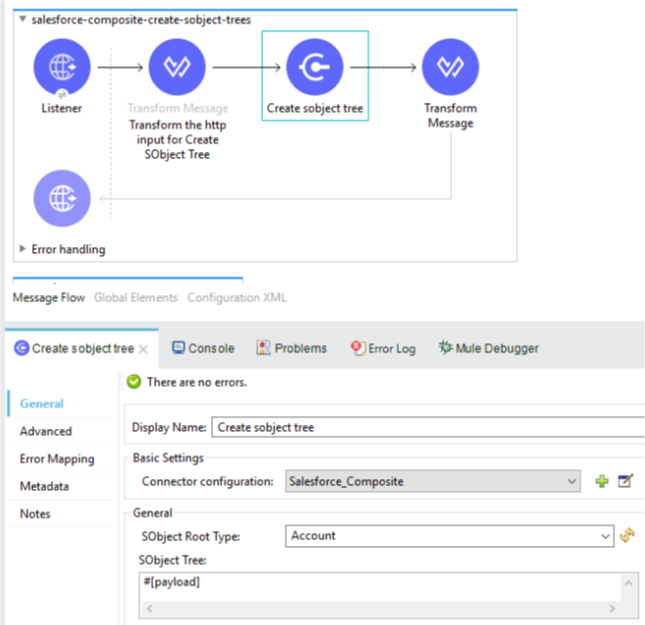 salesforce-composite-create-sobject-trees
Listener
Transform Message
Transform the http
input for Create
SObject Tree
Create sobject tree
Transform
Message
Error handling
Message Flow Global Elements Configuration XML
Create sobject tree Console Problems Error Log Mule Debugger
There are no errors.
General
Advanced
Error Mapping
Metadata
Notes
Display Name: Create sobject tree
Basic Settings
Connector configuration: Salesforce_Composite
General
SObject Root Type: Account
SObject Tree:
#[payload]